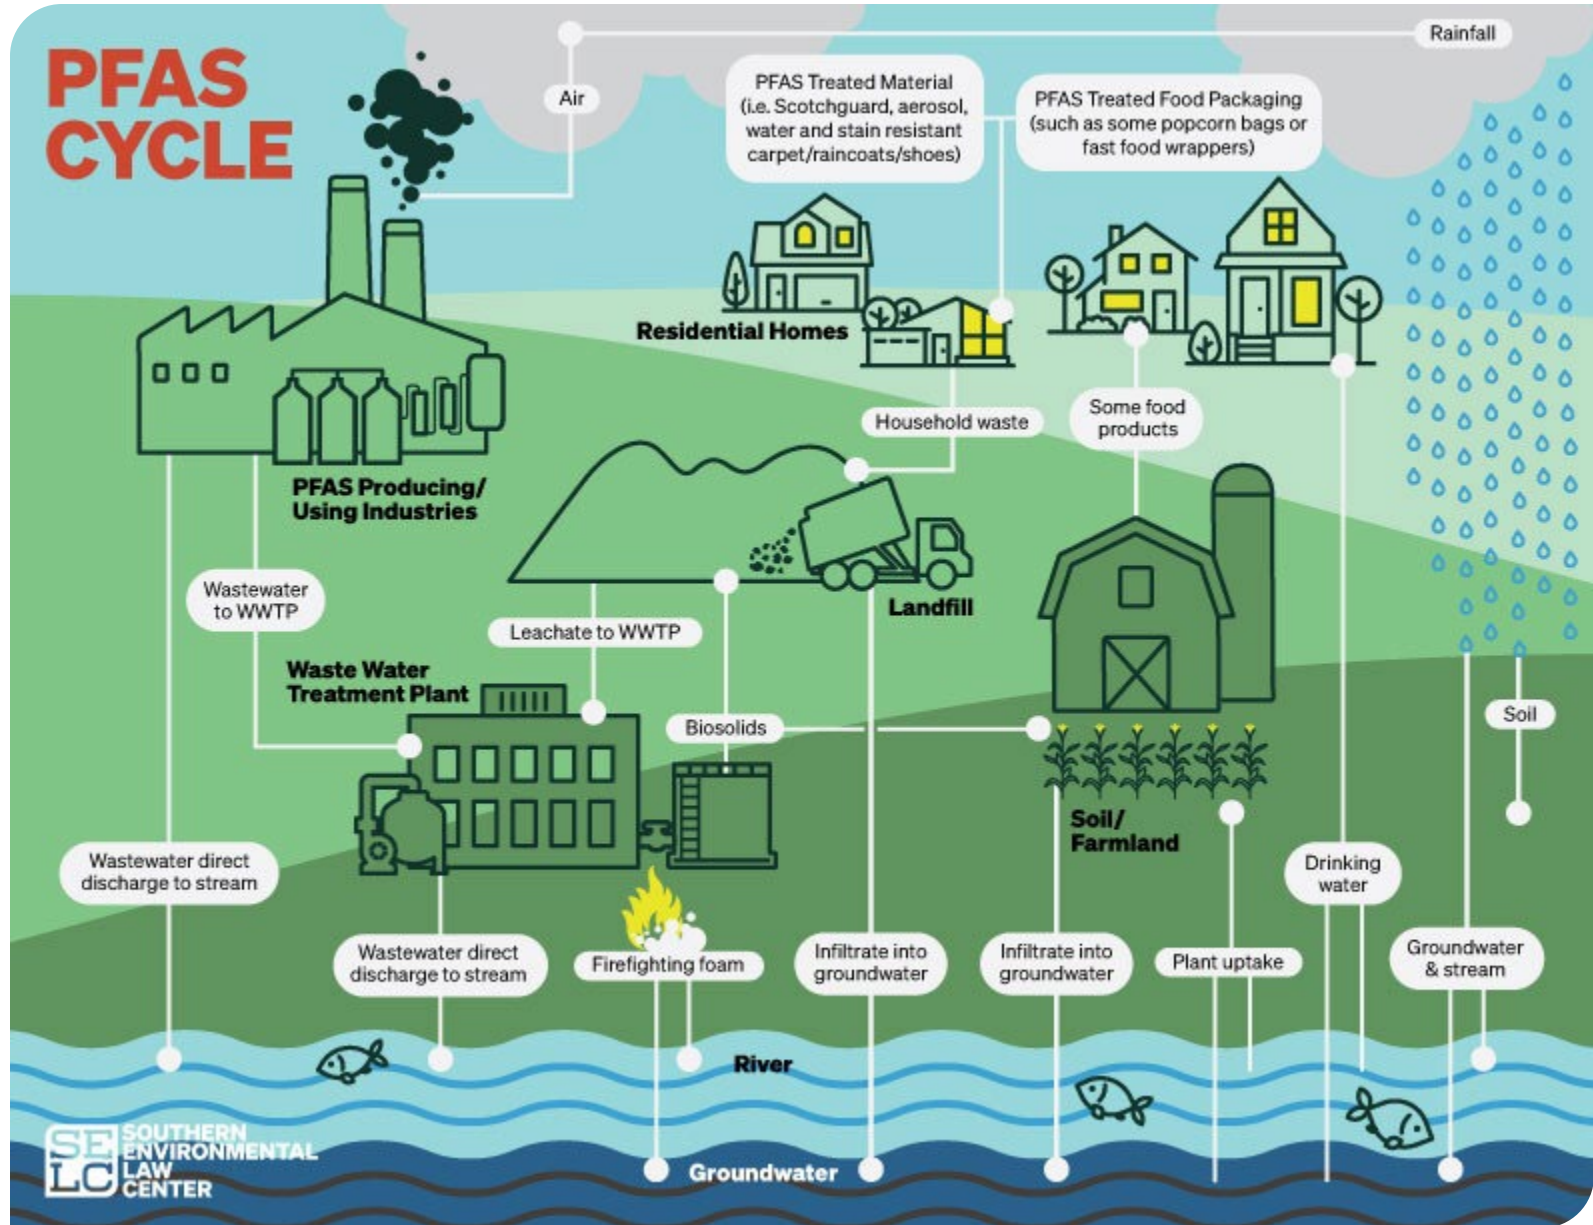 PFAS
CYCLE
Rainfall
Air
PFAS Treated Material
(i.e. Scotchguard, aerosol,
water and stain resistant
carpet/raincoats/shoes)
PFAS Treated Food Packaging
(such as some popcorn bags or
fast food wrappers)
Residential Homes
Household waste
Some food
products
PFAS Producing/
Using Industries
Wastewater
to WWTP
Landfill
Leachate to WWTP
Waste Water
Treatment Plant
Biosolids
Soil
Soil/
Farmland
Wastewater direct
discharge to stream
Drinking
water
Wastewater direct
discharge to stream
Firefighting foam
Infiltrate into
groundwater
Infiltrate into
groundwater
Plant uptake
Groundwater
& stream
River
Groundwater
SE
LC
SOUTHERN
ENVIRONMENTAL
LAW
CENTER